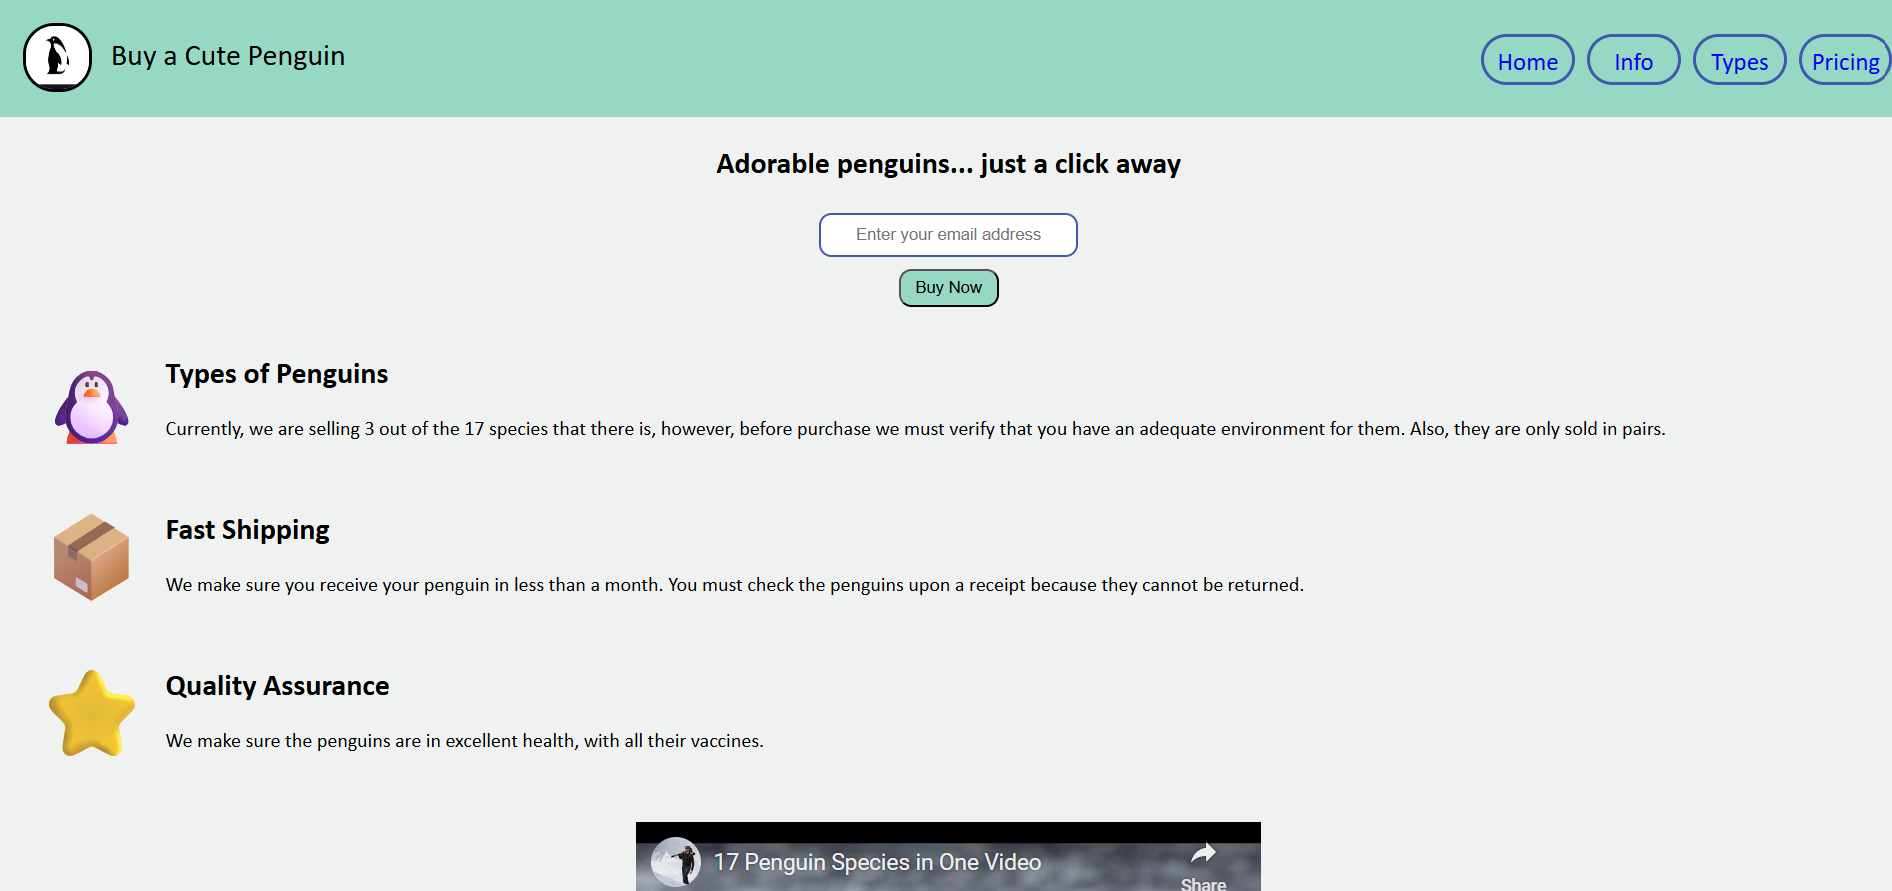 Buy a Cute Penguin
Home Info Types Pricing
Adorable penguins... just a click away
Enter your email address
Buy Now
Types of Penguins
Currently, we are selling 3 out of the 17 species that there is, however, before purchase we must verify that you have an adequate environment for them. Also, they are only sold in pairs.
Fast Shipping
We make sure you receive your penguin in less than a month. You must check the penguins upon a receipt because they cannot be returned.
Quality Assurance
We make sure the penguins are in excellent health, with all their vaccines.
17 Penguin Species in One Video
Share